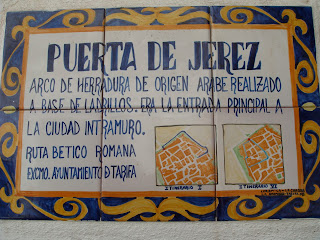 PUERTA DE JEREZ
ARCO DE HERRADURA DE ORIGEN ARABE REALIZADO
A BASE DE LADRILLOS. ERA LA ENTRADA PRINCIPAL A
LA CIUDAD INTRAMURO.
RUTA BETICO ROMANA
EXCMO. AYUNTAMIENTO D TARIFA
ITINERARIO I
ITINERARIO VI